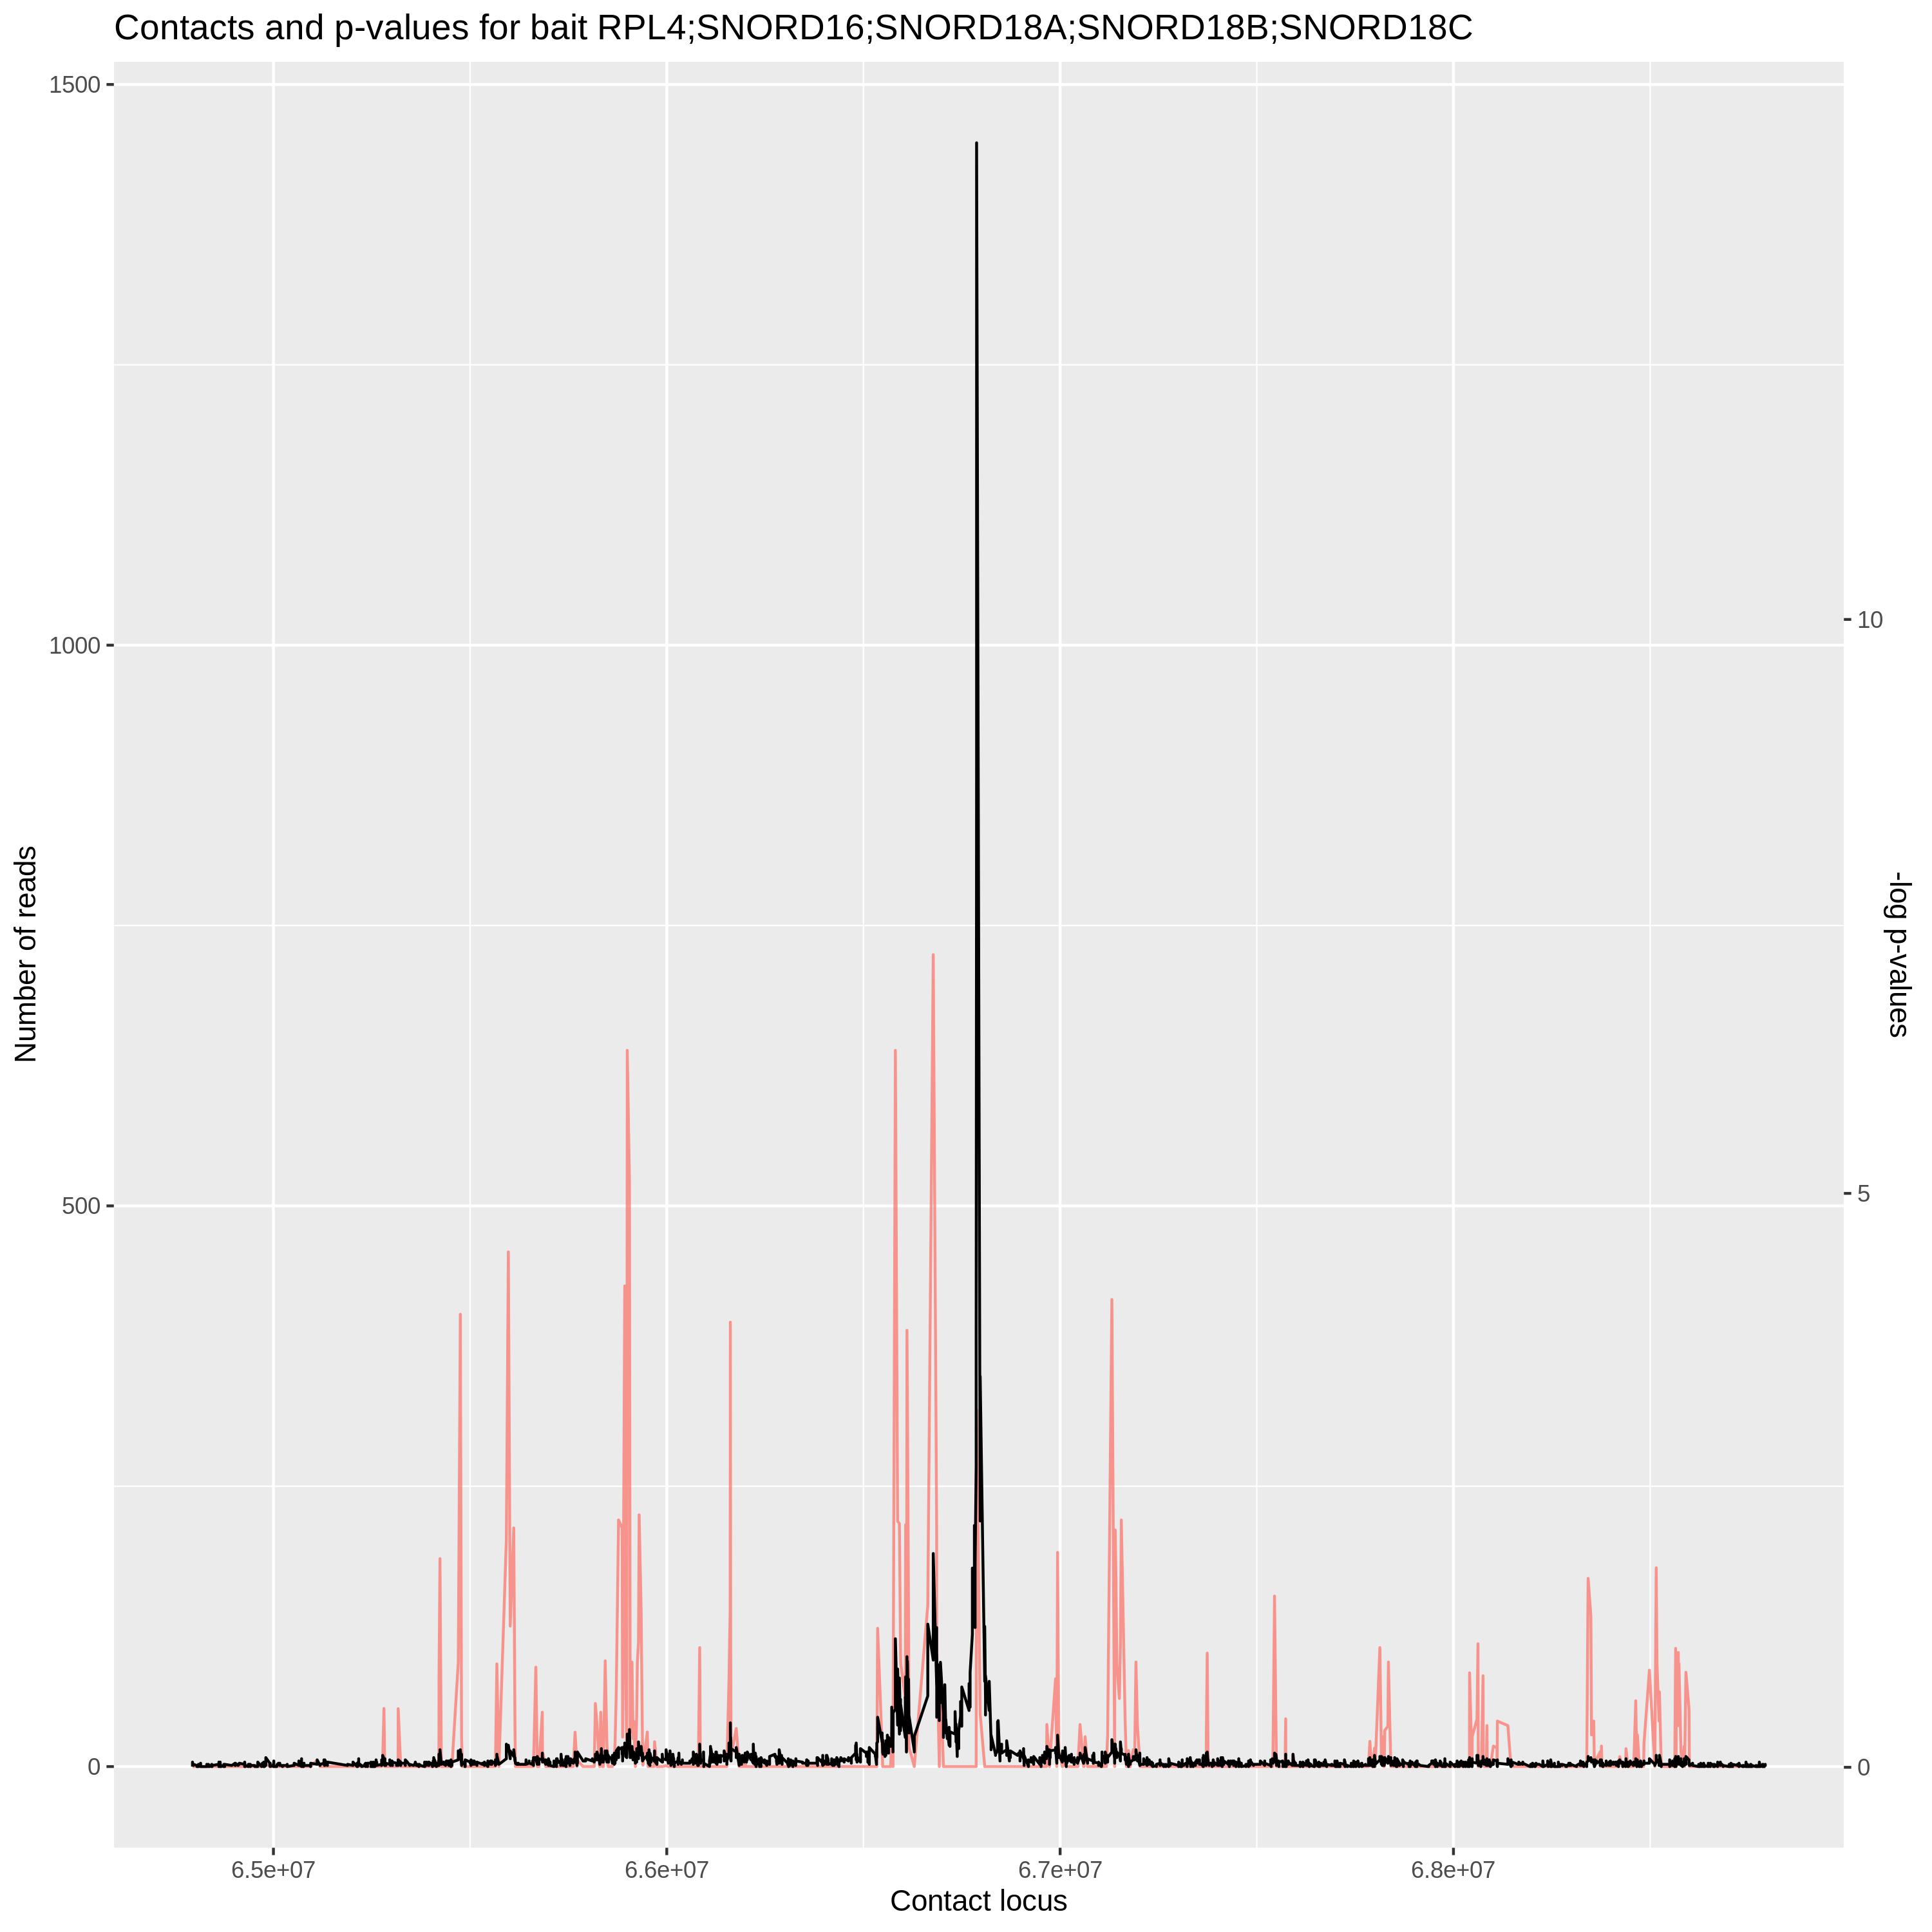 Contacts and p-values for bait RPL4;SNORD16;SNORD18A;SNORD18B;SNORD18C
1500
1000
500
0
Number of reads
10
5
0
-log p-values
6.5e+07 6.6e+07 6.7e+07 6.8e+07
Contact locus